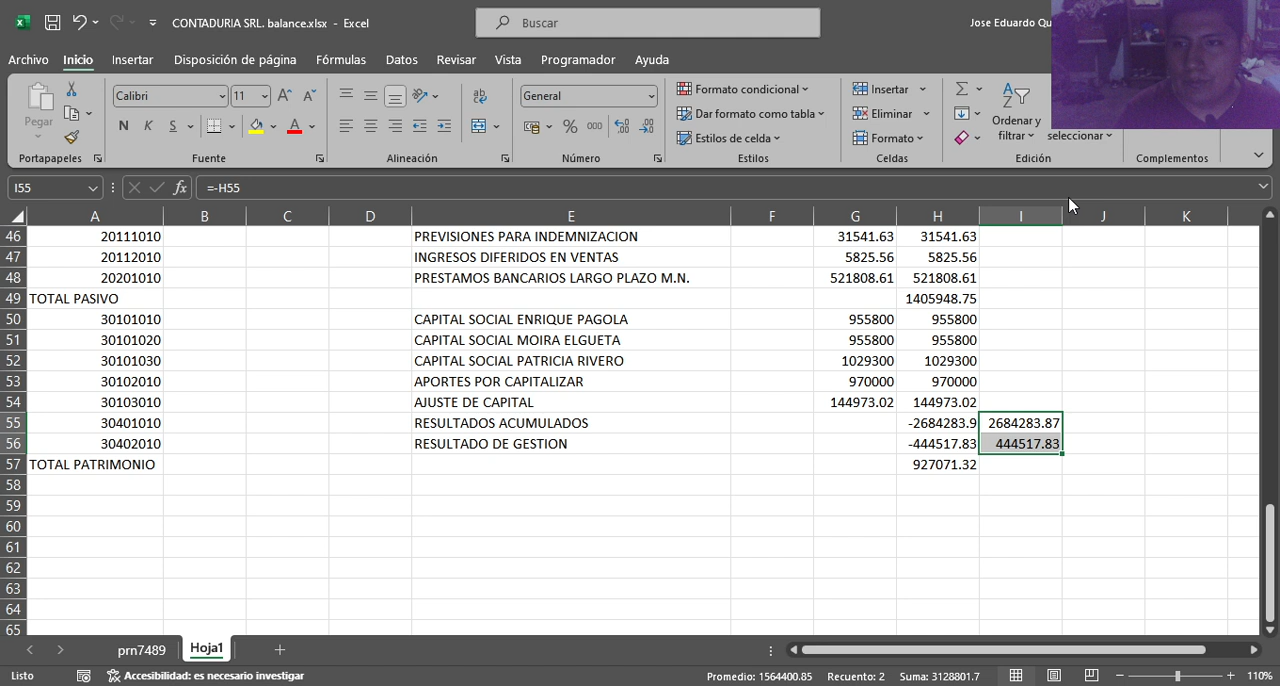 CONTADURIA SRL. balance.xlsx - Excel
Buscar
Jose Eduardo Qu
Archivo Inicio Insertar Disposición de página Fórmulas Datos Revisar Vista Programador Ayuda
Pegar
Calibri 11
General
N K S
Formato condicional
Dar formato como tabla
Estilos de celda
Insertar
Eliminar
Formato
Ordenar y filtrar
seleccionar
Portapapeles Fuente Alineación Número Estilos Celdas Edición Complementos
I55 fx =-H55
A B C D E F G H I J K
46 20111010 PREVISIONES PARA INDEMNIZACION 31541.63 31541.63
47 20112010 INGRESOS DIFERIDOS EN VENTAS 5825.56 5825.56
48 20201010 PRESTAMOS BANCARIOS LARGO PLAZO M.N. 521808.61 521808.61
49 TOTAL PASIVO 1405948.75
50 30101010 CAPITAL SOCIAL ENRIQUE PAGOLA 955800 955800
51 30101020 CAPITAL SOCIAL MOIRA ELGUETA 955800 955800
52 30101030 CAPITAL SOCIAL PATRICIA RIVERO 1029300 1029300
53 30102010 APORTES POR CAPITALIZAR 970000 970000
54 30103010 AJUSTE DE CAPITAL 144973.02 144973.02
55 30401010 RESULTADOS ACUMULADOS -2684283.9 2684283.87
56 30402010 RESULTADO DE GESTION -444517.83 444517.83
57 TOTAL PATRIMONIO 927071.32
58
59
60
61
62
63
64
65
prn7489 Hoja1
Listo Accesibilidad: es necesario investigar Promedio: 1564400.85 Recuento: 2 Suma: 3128801.7 110%